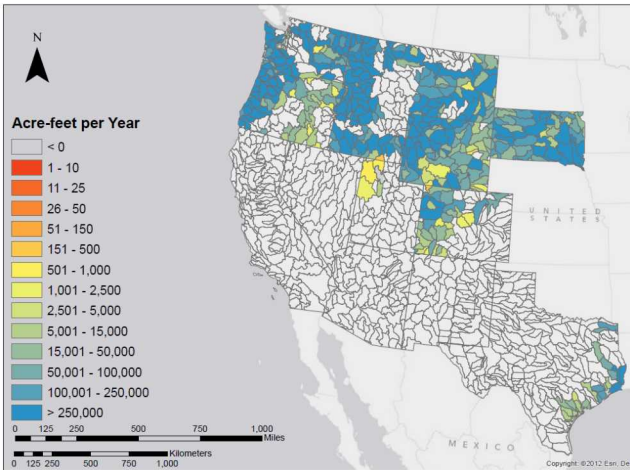 N
Acre-feet per Year
< 0
1 - 10
11 - 25
26 - 50
51 - 150
151 - 500
501 - 1,000
1,001 - 2,500
2,501 - 5,000
5,001 - 15,000
15,001 - 50,000
50,001 - 100,000
100,001 - 250,000
> 250,000
0 125 250 500 750 1,000
Miles
Kilometers
0 125 250 500 750 1,000
UNITED
STATES
MEXICO
Copyright: ©2012 Esri, De